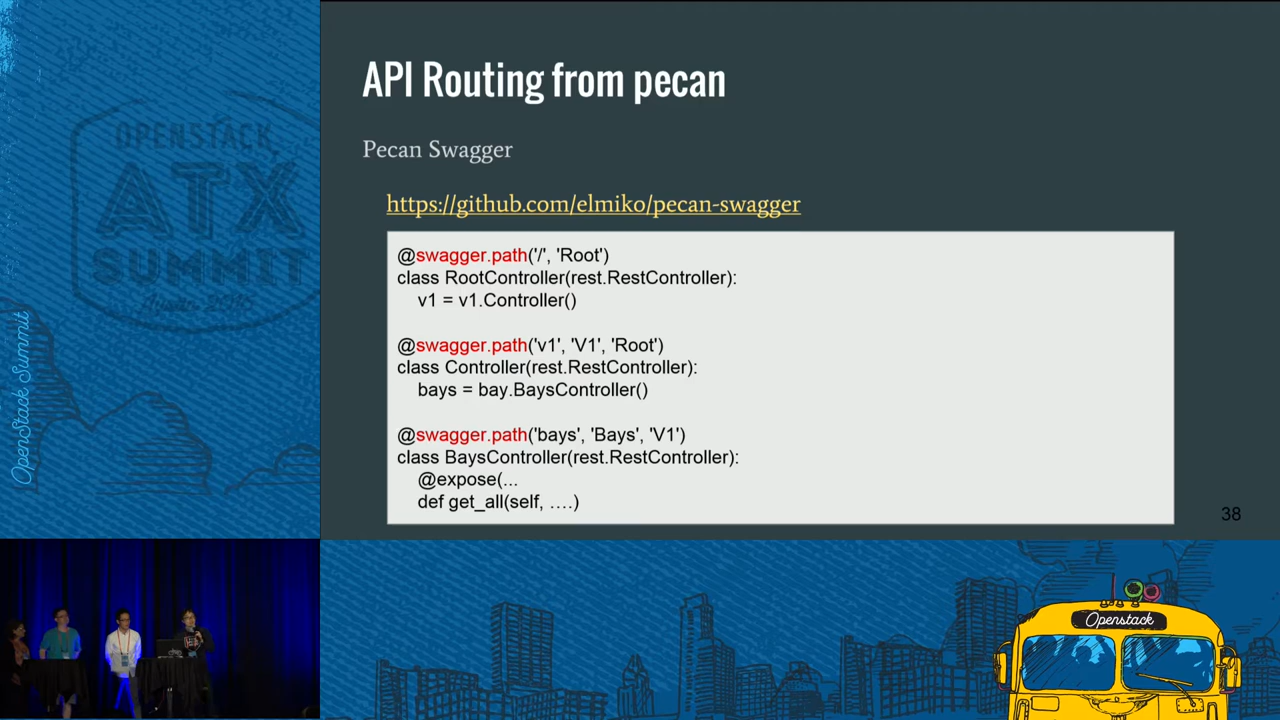 API Routing from pecan
Pecan Swagger
https://github.com/elmiko/pecan-swagger
@swagger.path('/', 'Root')
class RootController(rest.RestController):
v1 = v1.Controller()
@swagger.path('v1', 'V1', 'Root')
class Controller(rest.RestController):
bays = bay.BaysController()
@swagger.path('bays', 'Bays', 'V1')
class BaysController(rest.RestController):
@expose(...
def get_all(self, ….)
38
OPENSTACK
ATX
SUMMIT
Austin 2016
OpenStack Summit
Openstack